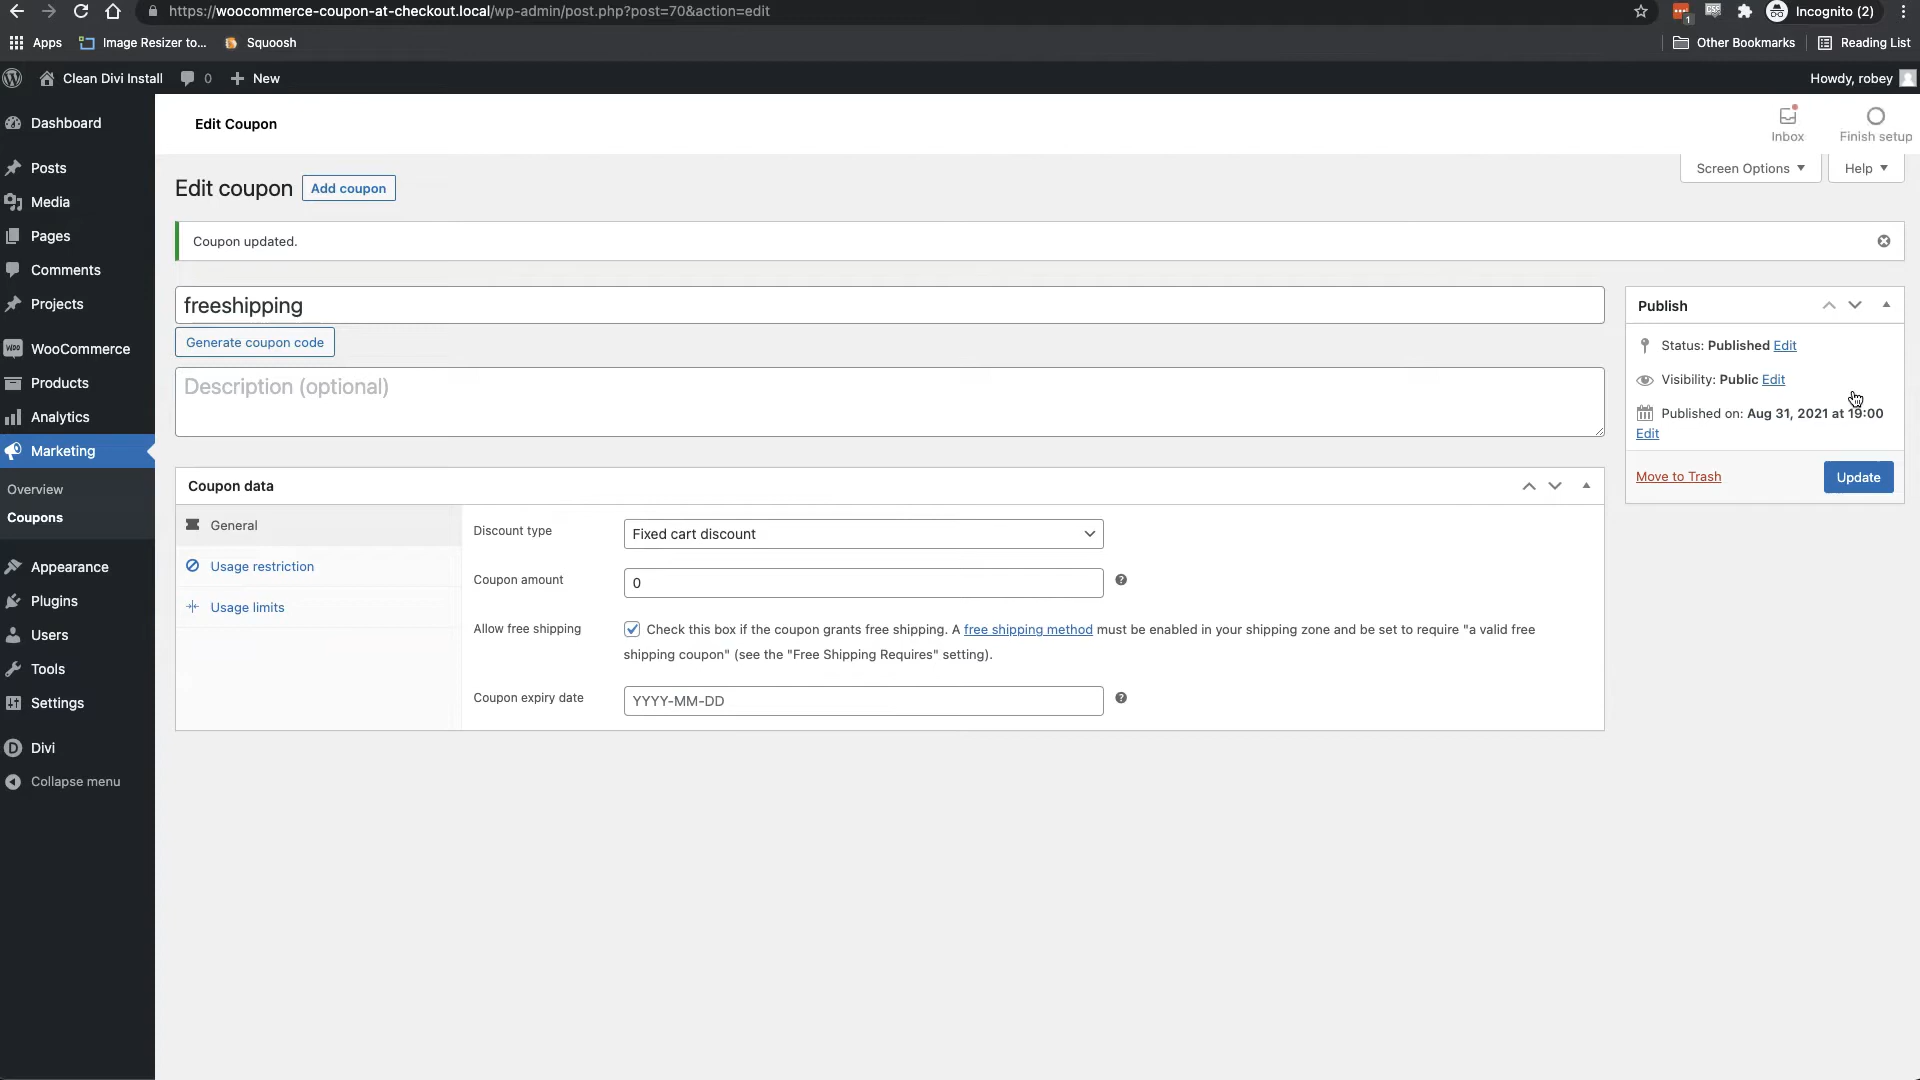 https://woocommerce-coupon-at-checkout.local/wp-admin/post.php?post=70&action=edit
1
CSP
Incognito (2)
Apps
Image Resizer to...
Squoosh
Other Bookmarks
Reading List
Clean Divi Install
0
New
Howdy, robey
Dashboard
Posts
Media
Pages
Comments
Projects
WooCommerce
Products
Analytics
Marketing
Overview
Coupons
Appearance
Plugins
Users
Tools
Settings
Divi
Collapse menu
Edit Coupon
Inbox
Finish setup
Screen Options
Help
Edit coupon
Add coupon
Coupon updated.
freeshipping
Generate coupon code
Description (optional)
Publish
Status: Published Edit
Visibility: Public Edit
Published on: Aug 31, 2021 at 19:00
Edit
Move to Trash
Update
Coupon data
General
Usage restriction
Usage limits
Discount type
Fixed cart discount
Coupon amount
0
Allow free shipping
Check this box if the coupon grants free shipping. A free shipping method must be enabled in your shipping zone and be set to require "a valid free
shipping coupon" (see the "Free Shipping Requires" setting).
Coupon expiry date
YYYY-MM-DD